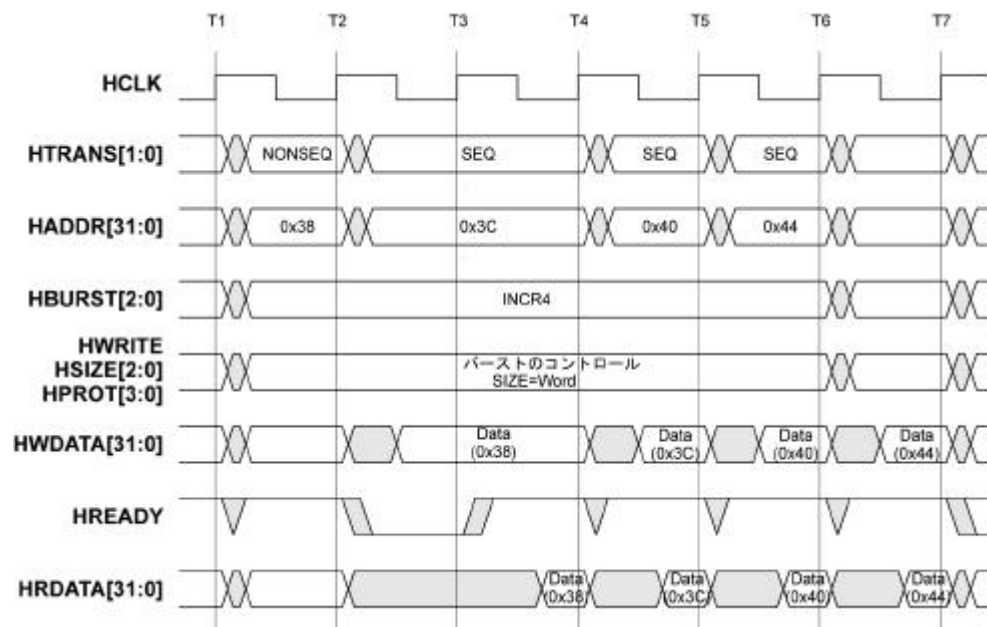 T1 T2 T3 T4 T5 T6 T7
HCLK
HTRANS[1:0] NONSEQ SEQ SEQ SEQ
HADDR[31:0] 0x38 0x3C 0x40 0x44
HBURST[2:0] INCR4
HWRITE
HSIZE[2:0]
HPROT[3:0]
バーストのコントロール
SIZE=Word
HWDATA[31:0]
Data
(0x38)
Data
(0x3C)
Data
(0x40)
Data
(0x44)
HREADY
HRDATA[31:0]
Data
(0x38)
Data
(0x3C)
Data
(0x40)
Data
(0x44)